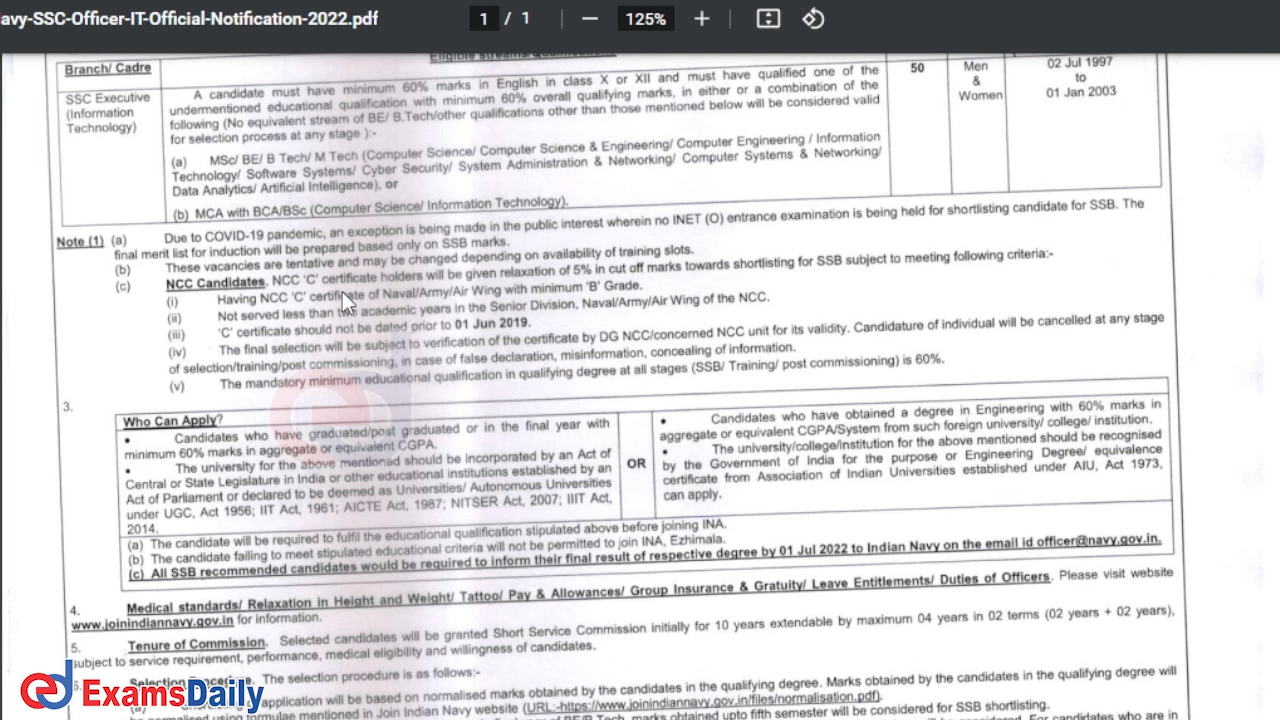 avy-SSC-Officer-IT-Official-Notification-2022.pdf
1 / 1
125%
Branch/ Cadre
SSC Executive
(Information
Technology)
A candidate must have minimum 60% marks in English in class X or XII and must have qualified one of the
undermentioned educational qualification with minimum 60% overall qualifying marks, in either or a combination of the
following (No equivalent stream of BE/ B.Tech/other qualifications other than those mentioned below will be considered valid
for selection process at any stage ):-
(a) MSc/ BE/ B Tech/ M Tech (Computer Science/ Computer Science & Engineering/ Computer Engineering / Information
Technology/ Software Systems/ Cyber Security/ System Administration & Networking/ Computer Systems & Networking/
Data Analytics/ Artificial Intelligence), or
(b) MCA with BCA/BSc (Computer Science/ Information Technology).
50
Men
&
Women
02 Jul 1997
to
01 Jan 2003
Note (1) (a) Due to COVID-19 pandemic, an exception is being made in the public interest wherein no INET (O) entrance examination is being held for shortlisting candidate for SSB. The
final merit list for induction will be prepared based only on SSB marks.
(b) These vacancies are tentative and may be changed depending on availability of training slots.
(c) NCC Candidates. NCC 'C' certificate holders will be given relaxation of 5% in cut off marks towards shortlisting for SSB subject to meeting following criteria:-
(i) Having NCC 'C' certificate of Naval/Army/Air Wing with minimum 'B' Grade.
(ii) Not served less than academic years in the Senior Division, Naval/Army/Air Wing of the NCC.
(iii) 'C' certificate should not be dated prior to 01 Jun 2019.
(iv) The final selection will be subject to verification of the certificate by DG NCC/concerned NCC unit for its validity. Candidature of individual will be cancelled at any stage
of selection/training/post commissioning, in case of false declaration, misinformation, concealing of information.
(v) The mandatory minimum educational qualification in qualifying degree at all stages (SSB/ Training/ post commissioning) is 60%.
3.
Who Can Apply?
• Candidates who have graduated/post graduated or in the final year with
minimum 60% marks in aggregate or equivalent CGPA.
• The university for the above mentioned should be incorporated by an Act of
Central or State Legislature in India or other educational institutions established by an
Act of Parliament or declared to be deemed as Universities/ Autonomous Universities
under UGC, Act 1956; IIT Act, 1961; AICTE Act, 1987; NITSER Act, 2007; IIIT Act,
2014.
OR
• Candidates who have obtained a degree in Engineering with 60% marks in
aggregate or equivalent CGPA/System from such foreign university/ college/ institution.
• The university/college/institution for the above mentioned should be recognised
by the Government of India for the purpose or Engineering Degree/ equivalence
certificate from Association of Indian Universities established under AIU, Act 1973,
can apply.
(a) The candidate will be required to fulfil the educational qualification stipulated above before joining INA.
(b) The candidate failing to meet stipulated educational criteria will not be permitted to join INA, Ezhimala.
(c) All SSB recommended candidates would be required to inform their final result of respective degree by 01 Jul 2022 to Indian Navy on the email id officer@navy.gov.in.
4. Medical standards/ Relaxation in Height and Weight/ Tattoo/ Pay & Allowances/ Group Insurance & Gratuity/ Leave Entitlements/ Duties of Officers. Please visit website
www.joinindiannavy.gov.in for information.
5. Tenure of Commission. Selected candidates will be granted Short Service Commission initially for 10 years extendable by maximum 04 years in 02 terms (02 years + 02 years),
subject to service requirement, performance, medical eligibility and willingness of candidates.
Selection Procedure. The selection procedure is as follows:-
application will be based on normalised marks obtained by the candidates in the qualifying degree. Marks obtained by the candidates in the qualifying degree will
be normalised using formulae mentioned in Join Indian Navy website (URL:-https://www.joinindiannavy.gov.in/files/normalisation.pdf).
BE/B Tech, marks obtained upto fifth semester will be considered for SSB shortlisting.
For candidates who are in
ExamsDaily